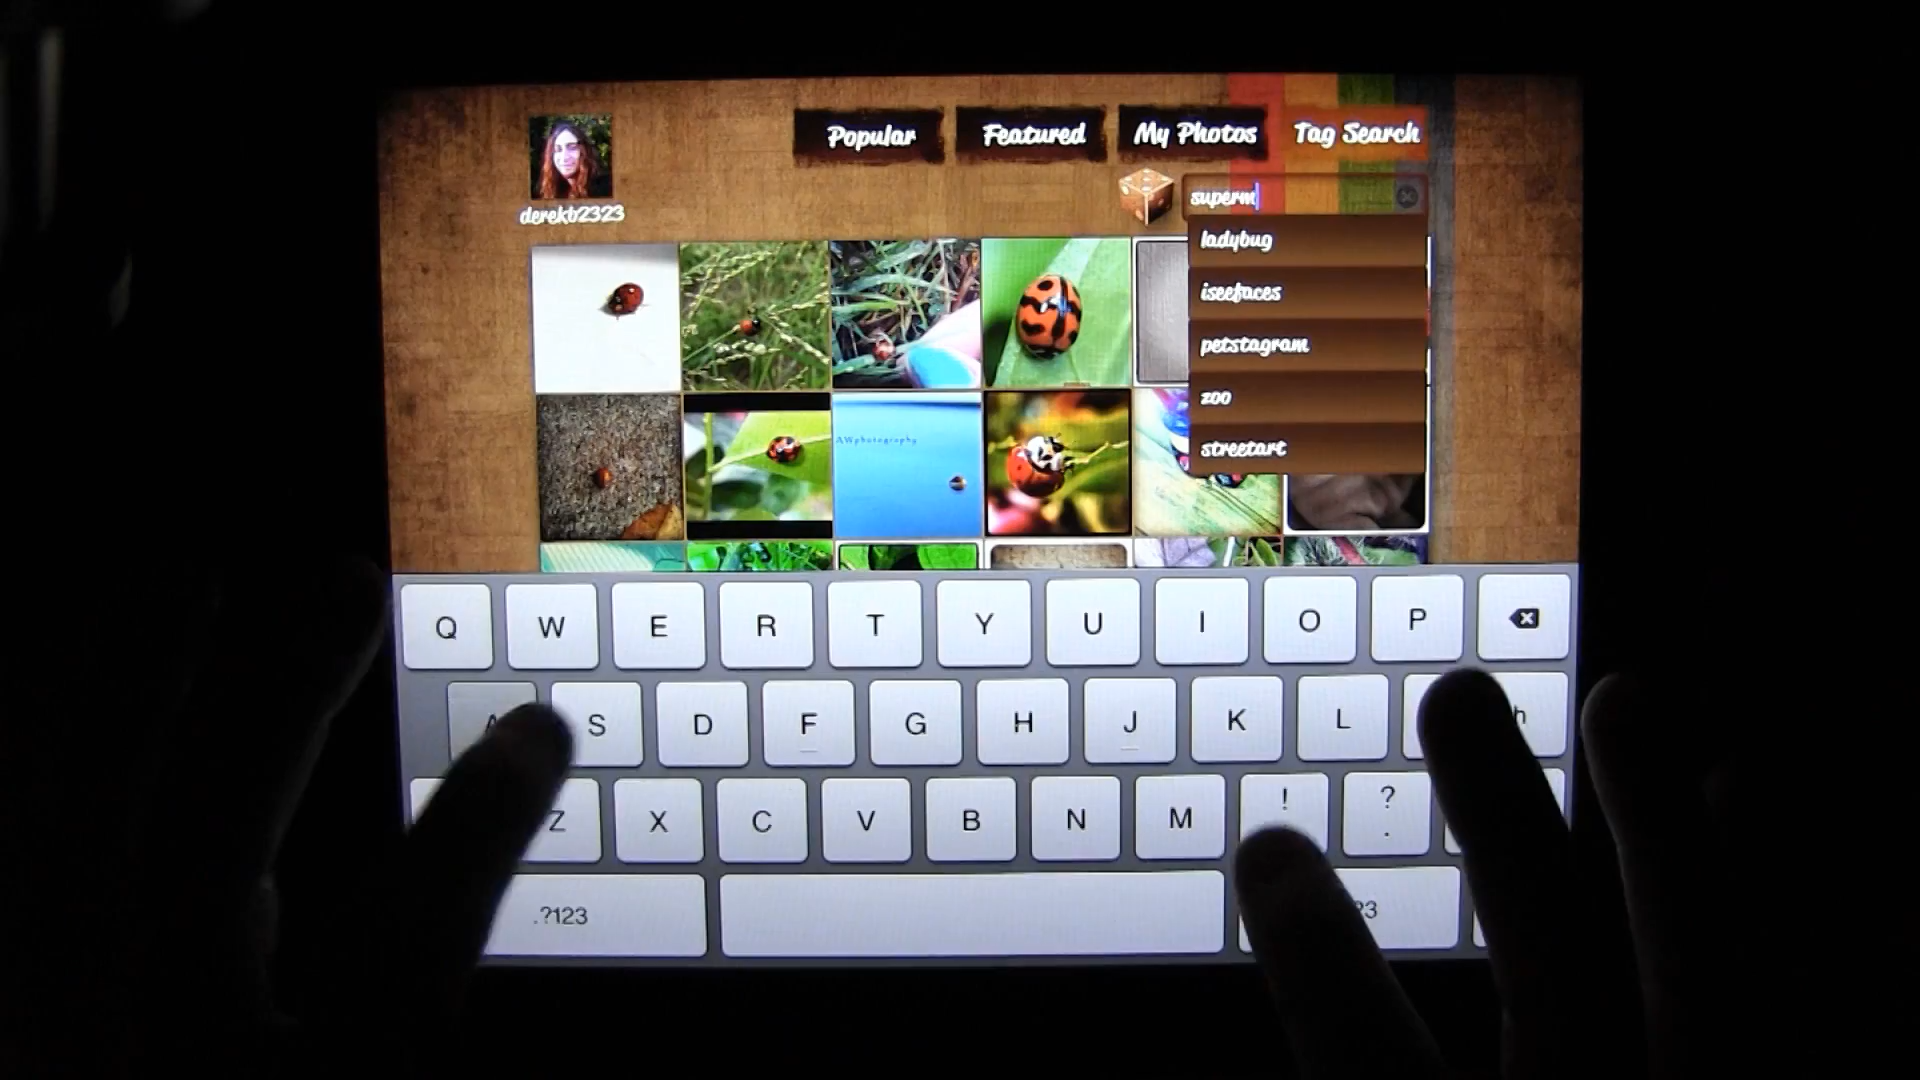 Popular Featured My Photos Tag Search
derekb2323
superm
ladybug
iseefaces
petstagram
zoo
streetart
AWphotography
Q W E R T Y U I O P
A S D F G H J K L
Z X C V B N M ! ?
.
.?123